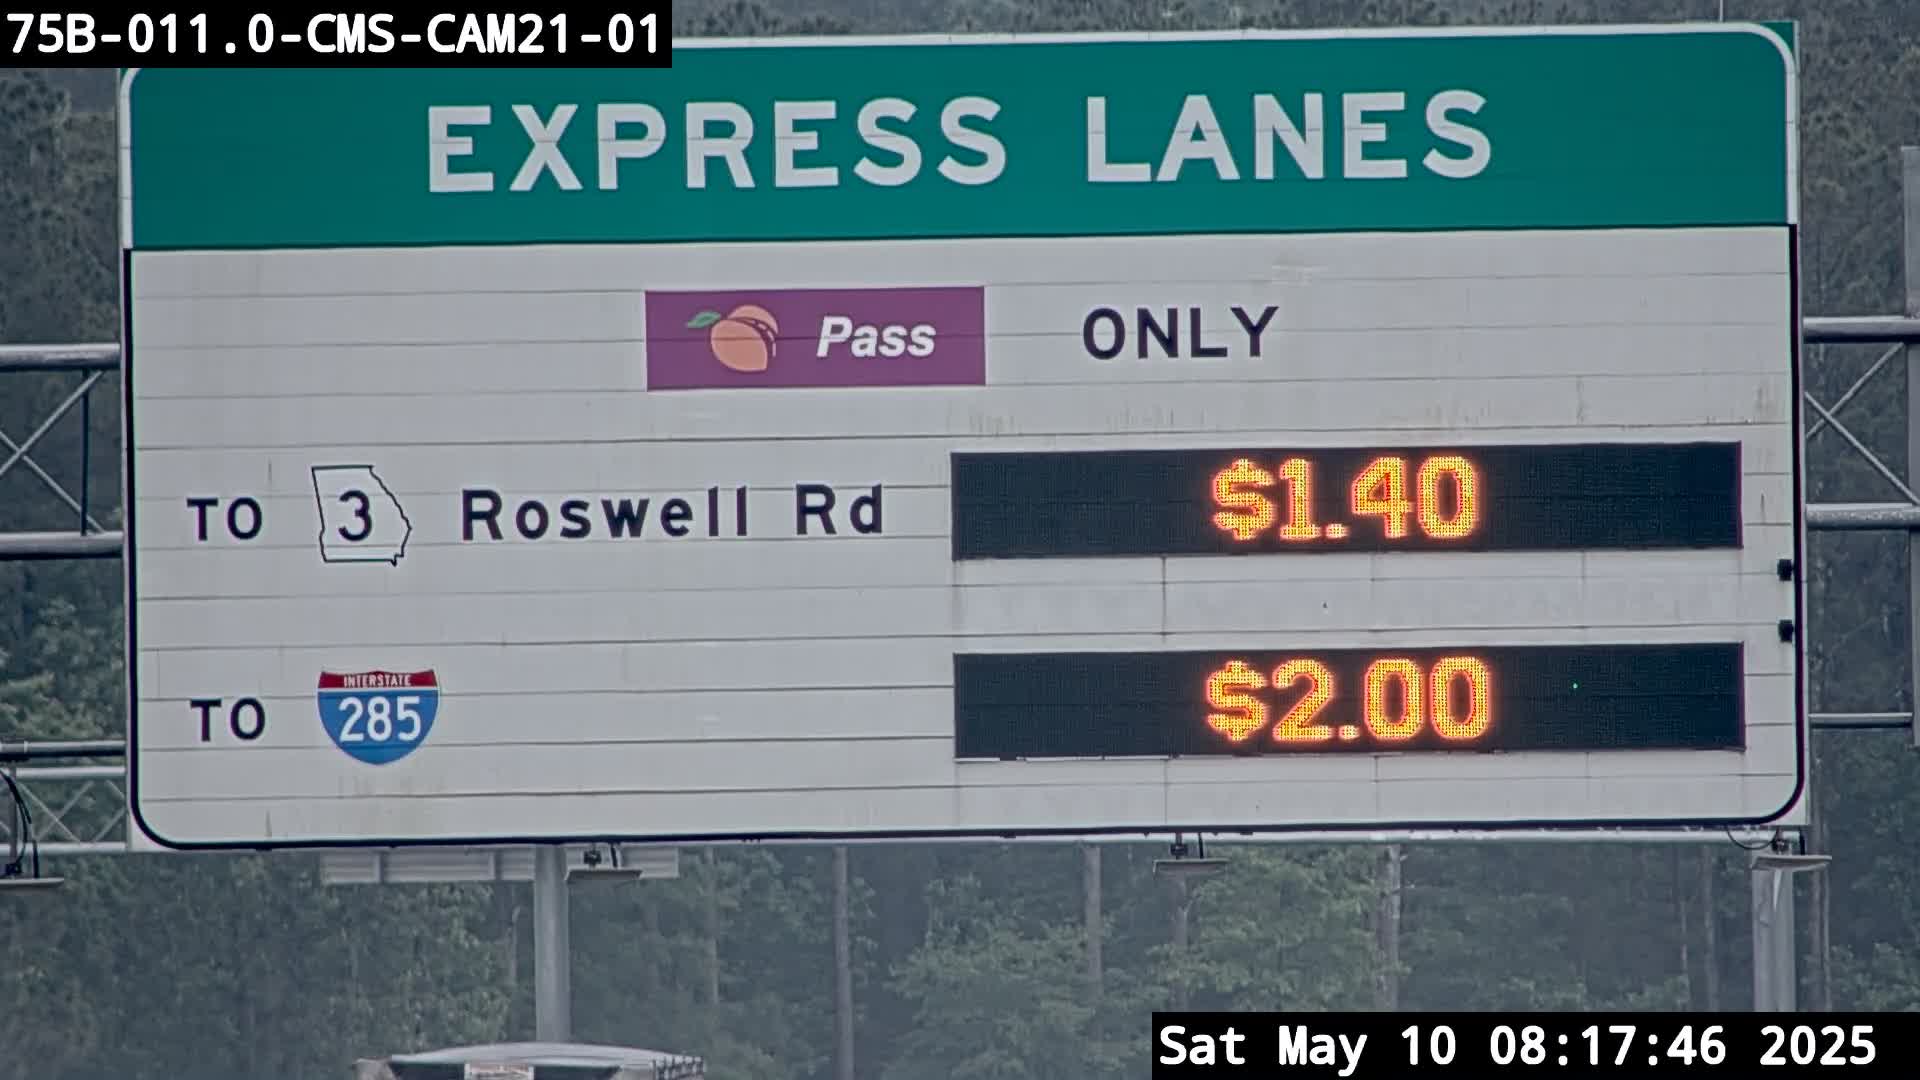 75B-011.0-CMS-CAM21-01
EXPRESS LANES
Pass ONLY
TO 3 Roswell Rd $1.40
INTERSTATE
TO 285 $2.00
Sat May 10 08:17:46 2025